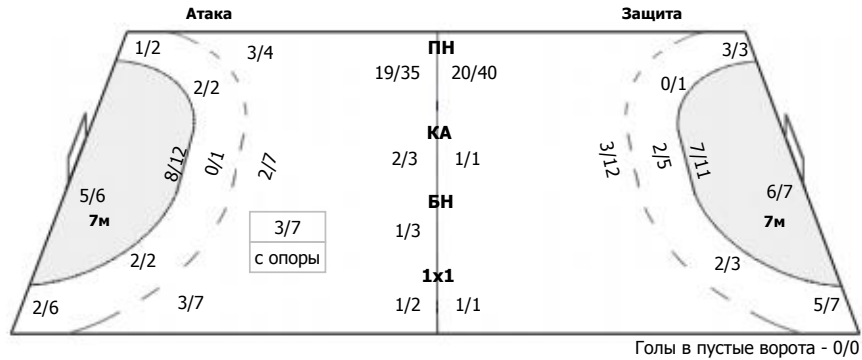 Атака Защита
1/2 3/4 ПН 3/3
19/35 20/40
2/2 0/1
КА
8/12 0/1 2/7 2/3 1/1 3/12 2/5 7/11
5/6 БН 6/7
7м 3/7 1/3 7м
с опоры
2/2 2/3
1x1
2/6 3/7 1/2 1/1 5/7
Голы в пустые ворота - 0/0